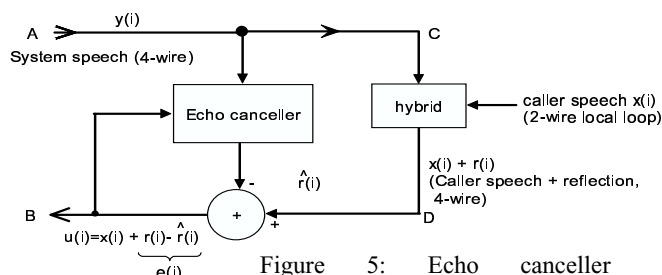 y(i)
A
C
System speech (4-wire)
Echo canceller
hybrid
caller speech x(i)
(2-wire local loop)
-
r̂(i)
x(i) + r(i)
(Caller speech + reflection,
4-wire)
B
+
+
D
u(i)=x(i) + r(i)- r̂(i)
e(i)
Figure 5: Echo canceller